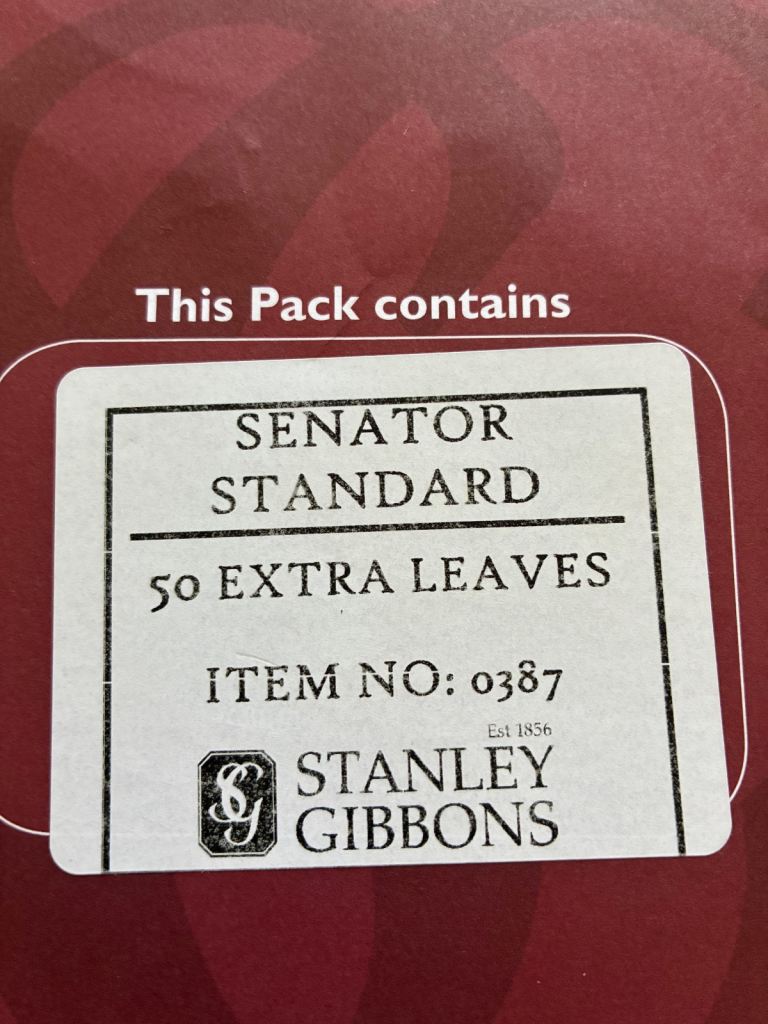 This Pack contains
SENATOR
STANDARD
50 EXTRA LEAVES
ITEM NO: 0387
Est 1856
SG STANLEY
GIBBONS